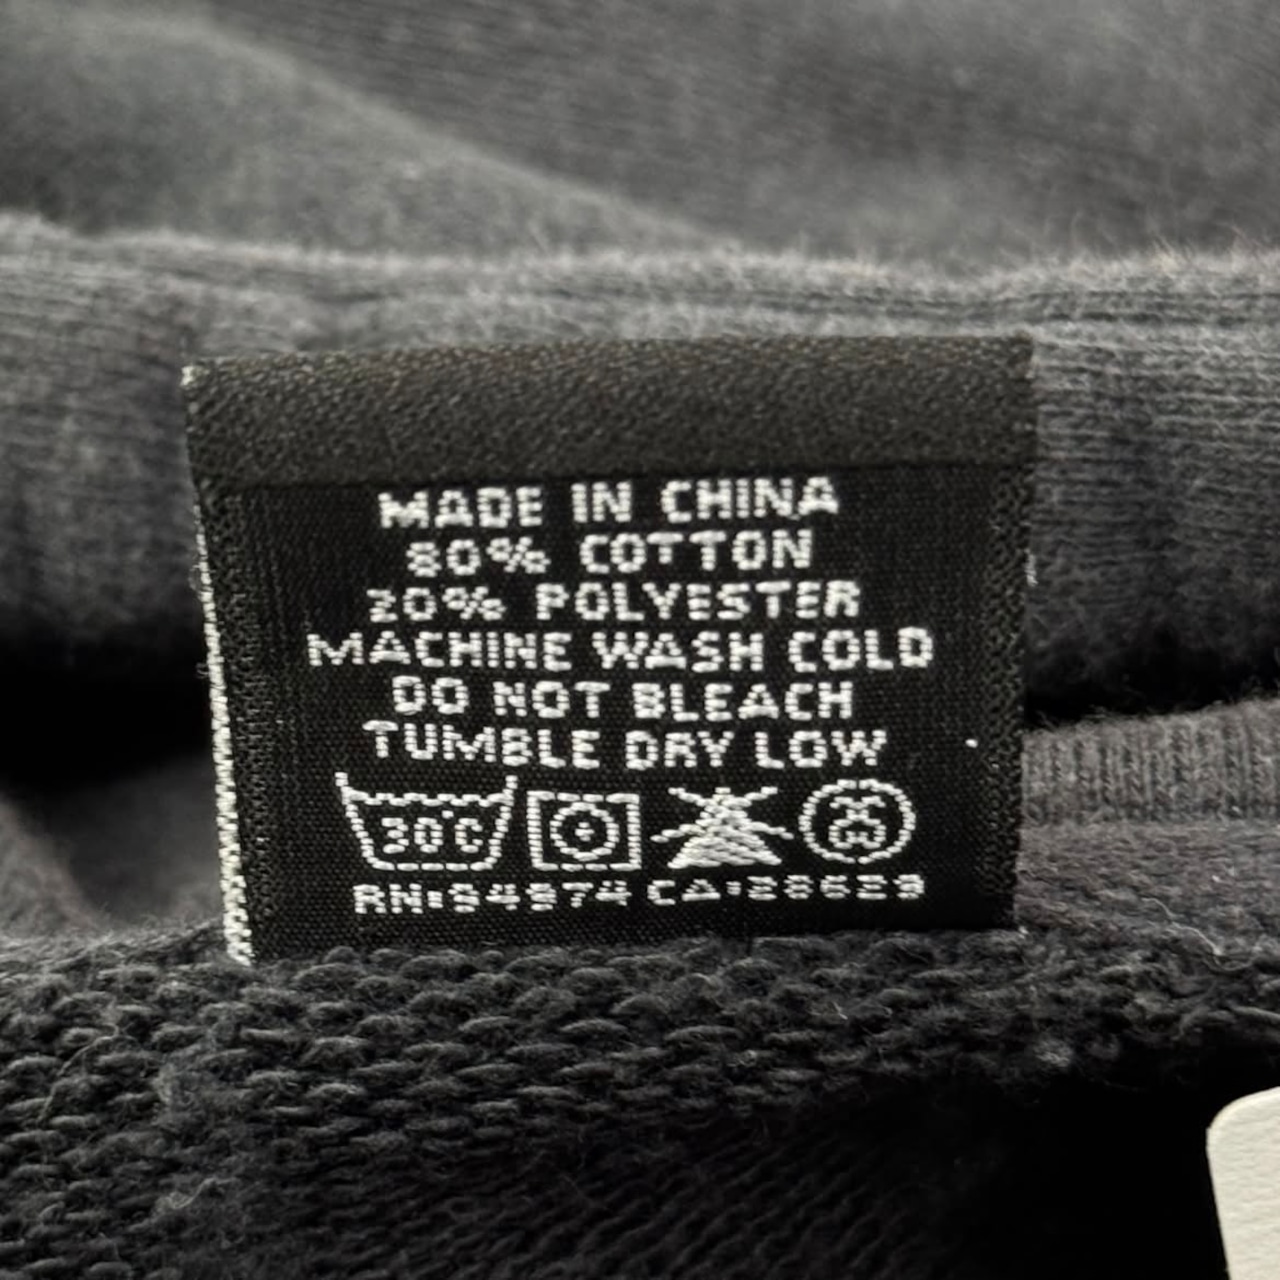 MADE IN CHINA
80% COTTON
20% POLYESTER
MACHINE WASH COLD
DO NOT BLEACH
TUMBLE DRY LOW
30°C
RN:94974 CA:28629